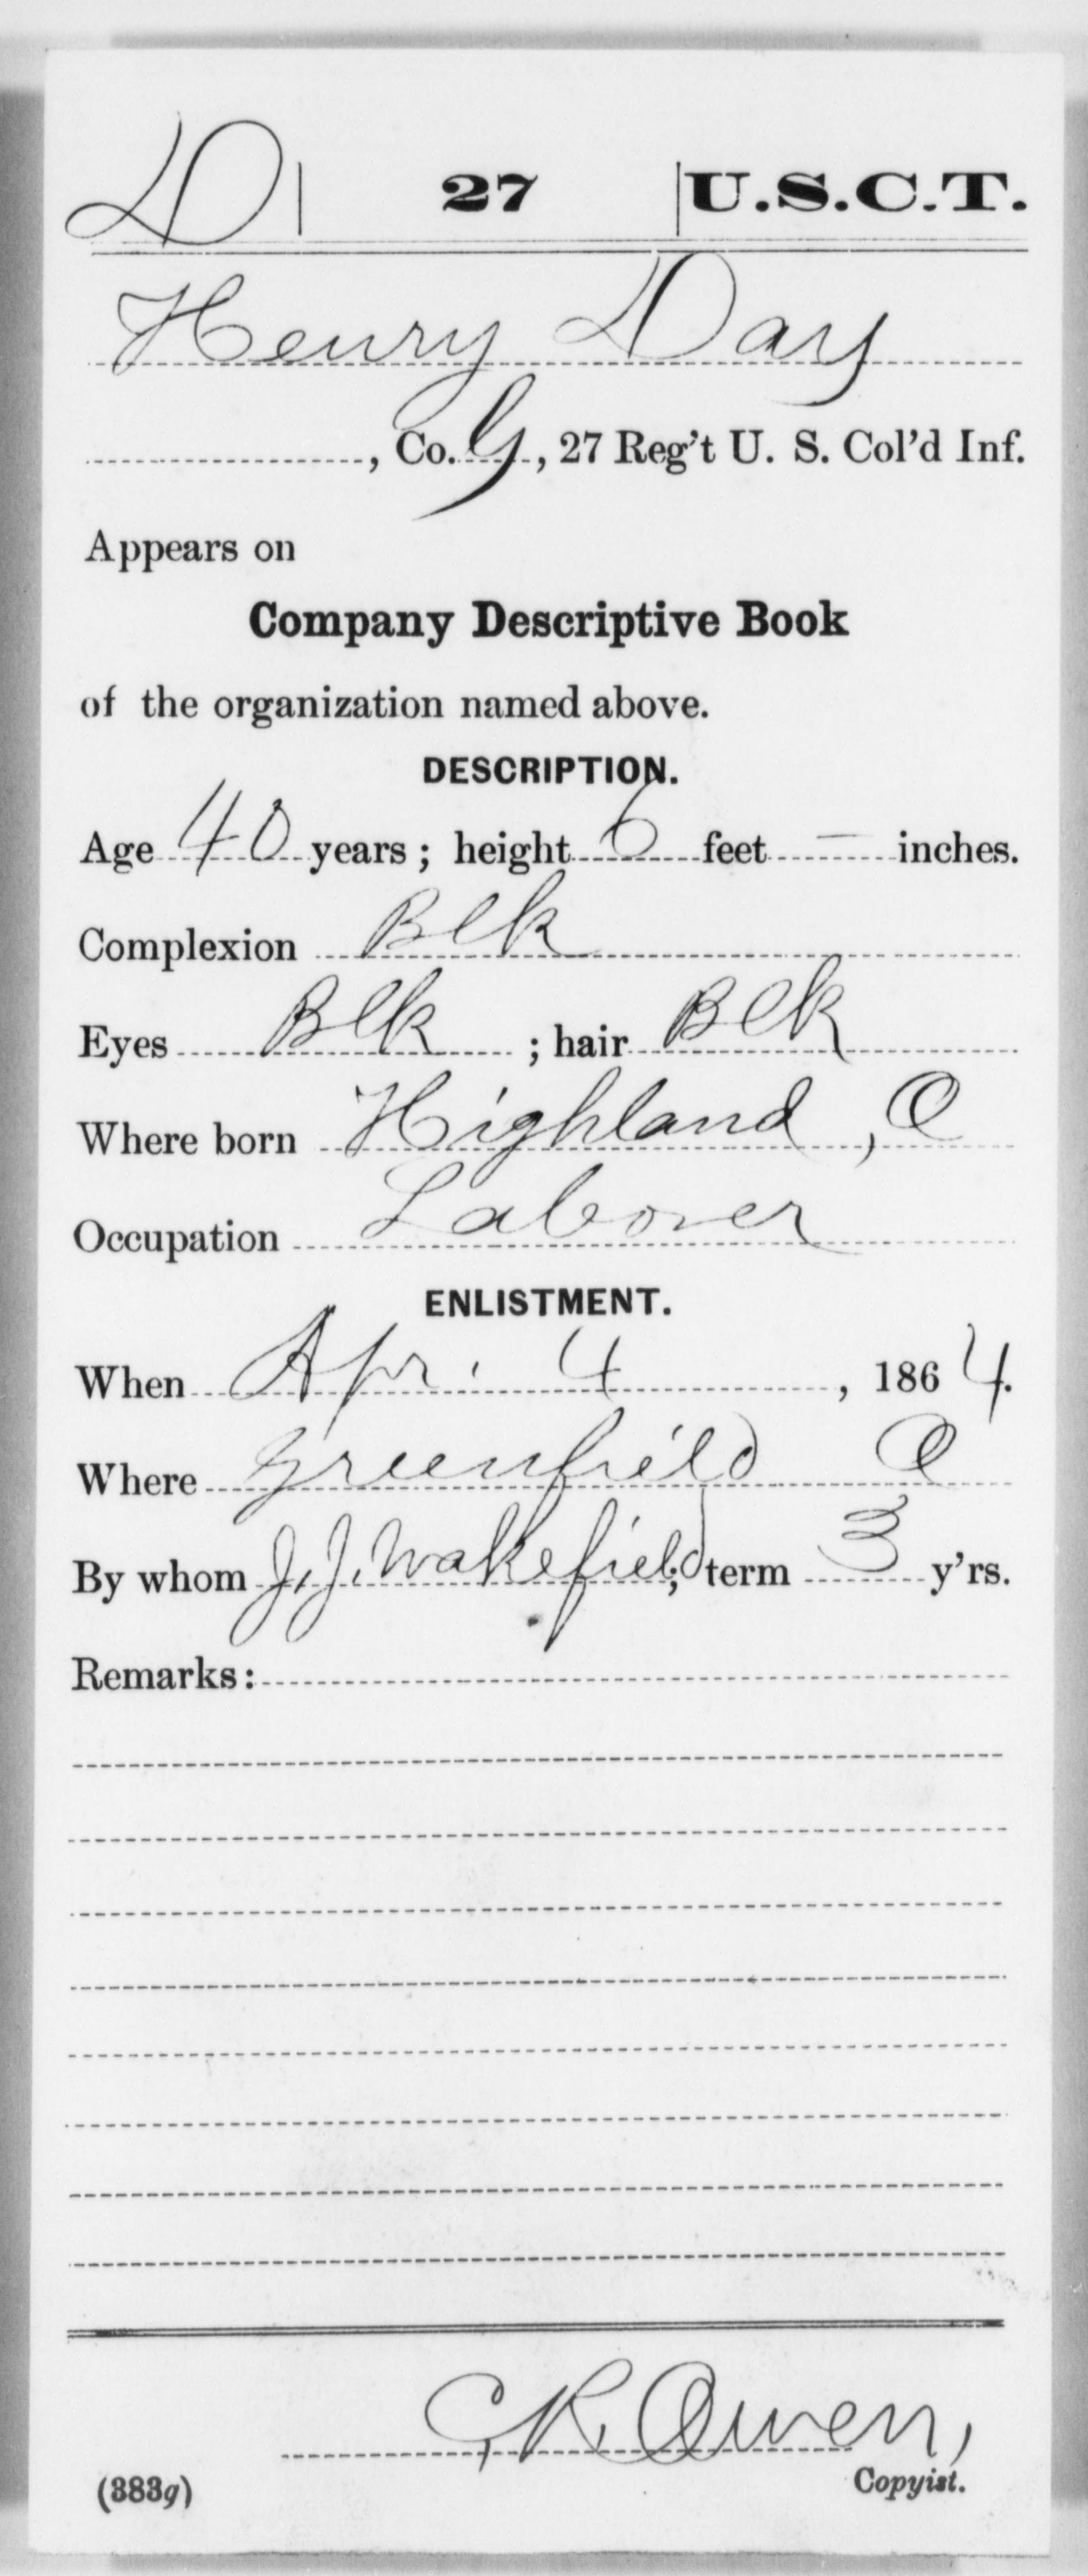 D | 27 | U.S.C.T.
Henry Day
, Co. G, 27 Reg't U. S. Col'd Inf.
Appears on
Company Descriptive Book
of the organization named above.
DESCRIPTION.
Age 40 years; height 6 feet — inches.
Complexion Blk
Eyes Blk; hair Blk
Where born Highland, O
Occupation Laborer
ENLISTMENT.
When Apr. 4, 1864.
Where Greenfield O
By whom J. J. Wakefield; term 3 y'rs.
Remarks:
C. R. Owen,
(383g) Copyist.